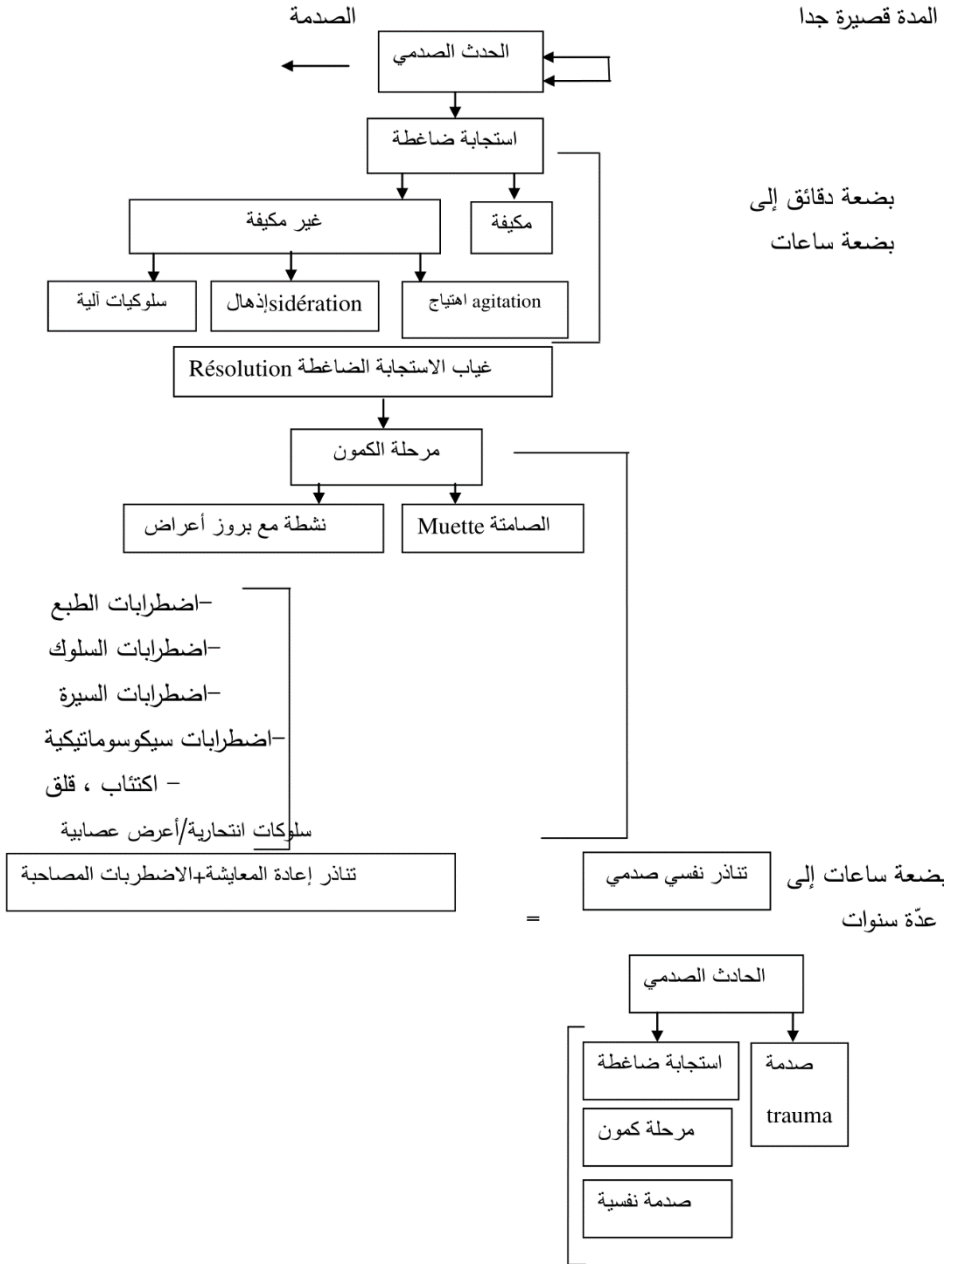 المدة قصيرة جدا
الصدمة
الحدث الصدمي
استجابة ضاغطة
بضعة دقائق إلى
بضعة ساعات
مكيفة
غير مكيفة
اهتياج agitation
إذهال sidération
سلوكيات آلية
غياب الاستجابة الضاغطة Résolution
مرحلة الكمون
الصامتة Muette
نشطة مع بروز أعراض
-اضطرابات الطبع
-اضطرابات السلوك
-اضطرابات السيرة
-اضطرابات سيكوسوماتيكية
- اكتئاب ، قلق
سلوكات انتحارية/أعرض عصابية
بضعة ساعات إلى
عدّة سنوات
تناذر نفسي صدمي
=
تناذر إعادة المعايشة+الاضطربات المصاحبة
الحادث الصدمي
صدمة
trauma
استجابة ضاغطة
مرحلة كمون
صدمة نفسية